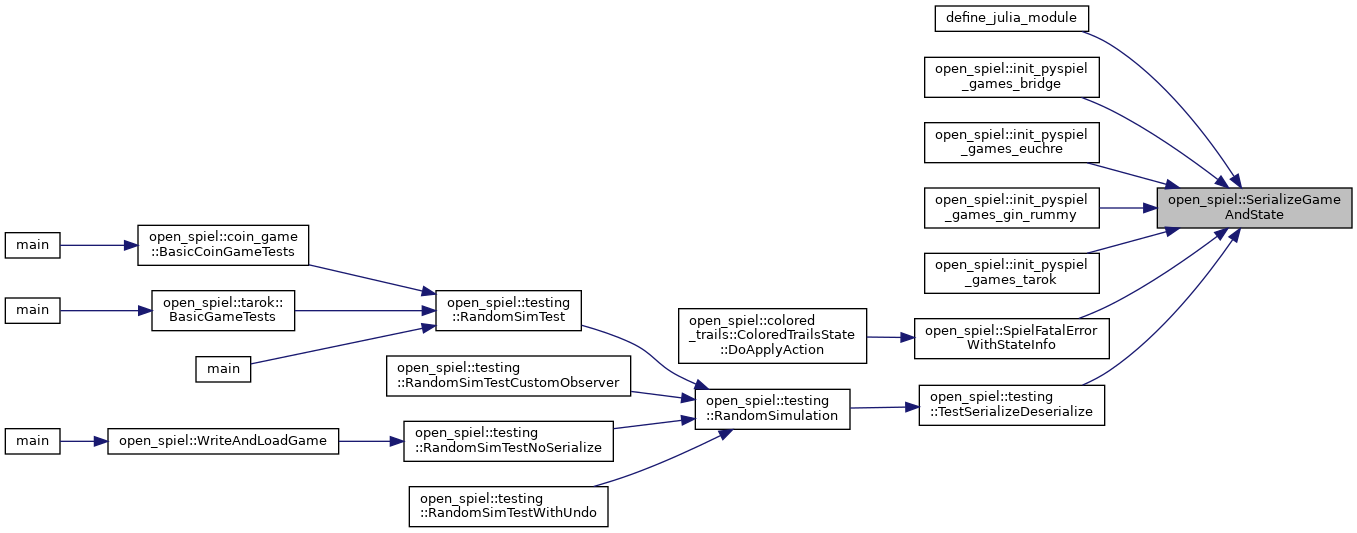 define_julia_module
open_spiel::init_pyspiel
_games_bridge
open_spiel::init_pyspiel
_games_euchre
open_spiel::SerializeGame
AndState
open_spiel::init_pyspiel
_games_gin_rummy
main
open_spiel::coin_game
::BasicCoinGameTests
open_spiel::init_pyspiel
_games_tarok
main
open_spiel::tarok::
BasicGameTests
open_spiel::testing
::RandomSimTest
open_spiel::colored
_trails::ColoredTrailsState
::DoApplyAction
open_spiel::SpielFatalError
WithStateInfo
main
open_spiel::testing
::RandomSimTestCustomObserver
open_spiel::testing
::RandomSimulation
open_spiel::testing
::TestSerializeDeserialize
main
open_spiel::WriteAndLoadGame
open_spiel::testing
::RandomSimTestNoSerialize
open_spiel::testing
::RandomSimTestWithUndo